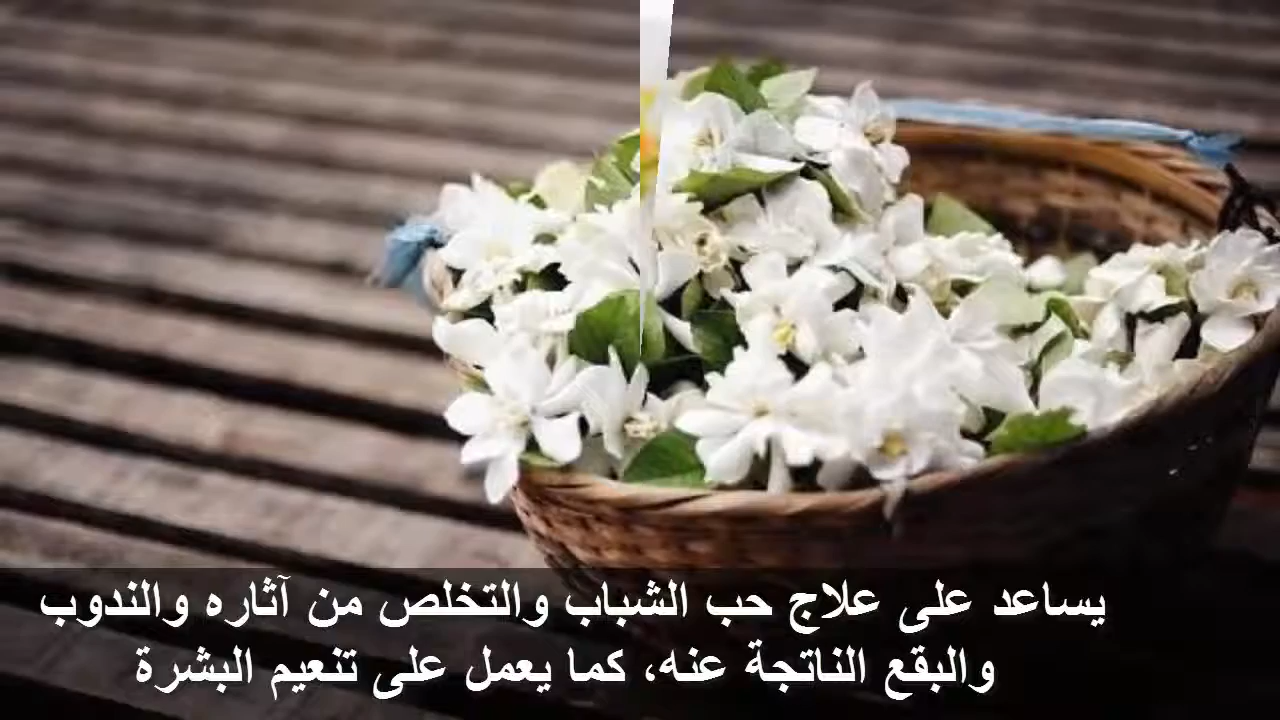 يساعد على علاج حب الشباب والتخلص من آثاره والندوب
والبقع الناتجة عنه، كما يعمل على تنعيم البشرة